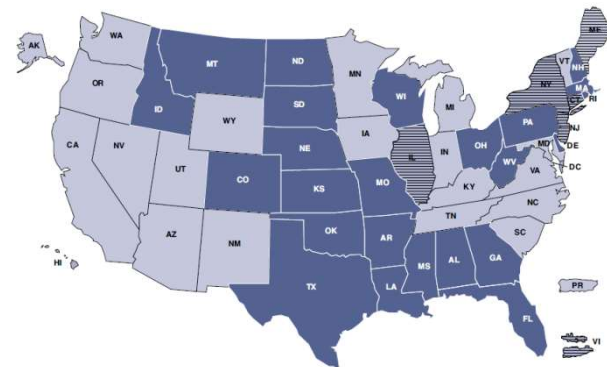 AK
WA
OR
CA
NV
ID
MT
WY
UT
AZ
CO
NM
ND
SD
NE
KS
OK
TX
MN
IA
MO
AR
LA
WI
IL
MI
IN
OH
KY
TN
MS
AL
GA
FL
SC
NC
VA
WV
PA
NY
VT
NH
ME
MA
RI
CT
NJ
DE
MD
DC
HI
PR
VI